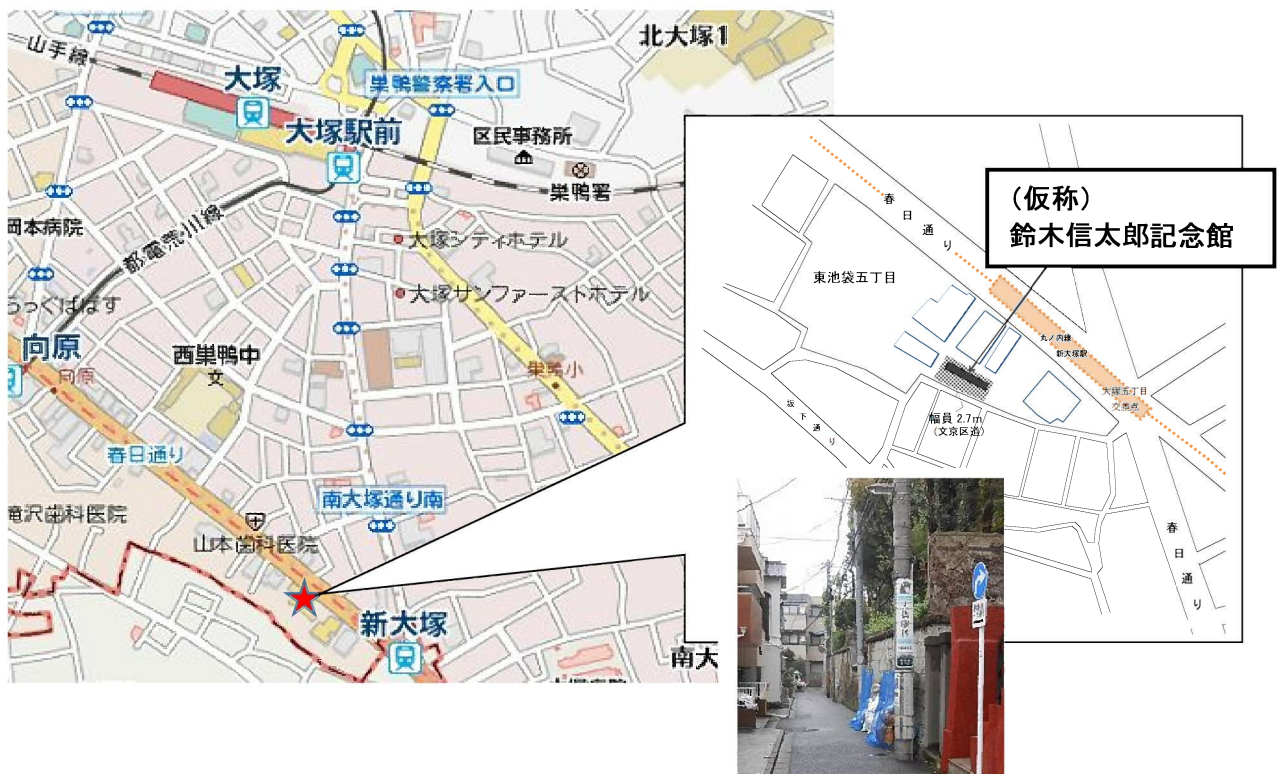 北大塚1
山手線
大塚
巣鴨警察署入口
大塚駅前
区民事務所
巣鴨署
岡本病院
都電荒川線
大塚シティホテル
大塚サンファーストホテル
らっぐぱぱす
向原
向原
西巣鴨中
文
巣鴨小
春日通り
滝沢歯科医院
南大塚通り南
山本歯科医院
新大塚
南大
(仮称)
鈴木信太郎記念館
春日通り
東池袋五丁目
丸ノ内線
新大塚駅
大塚五丁目
交差点
坂下通り
幅員 2.7m
(文京区道)
春日通り